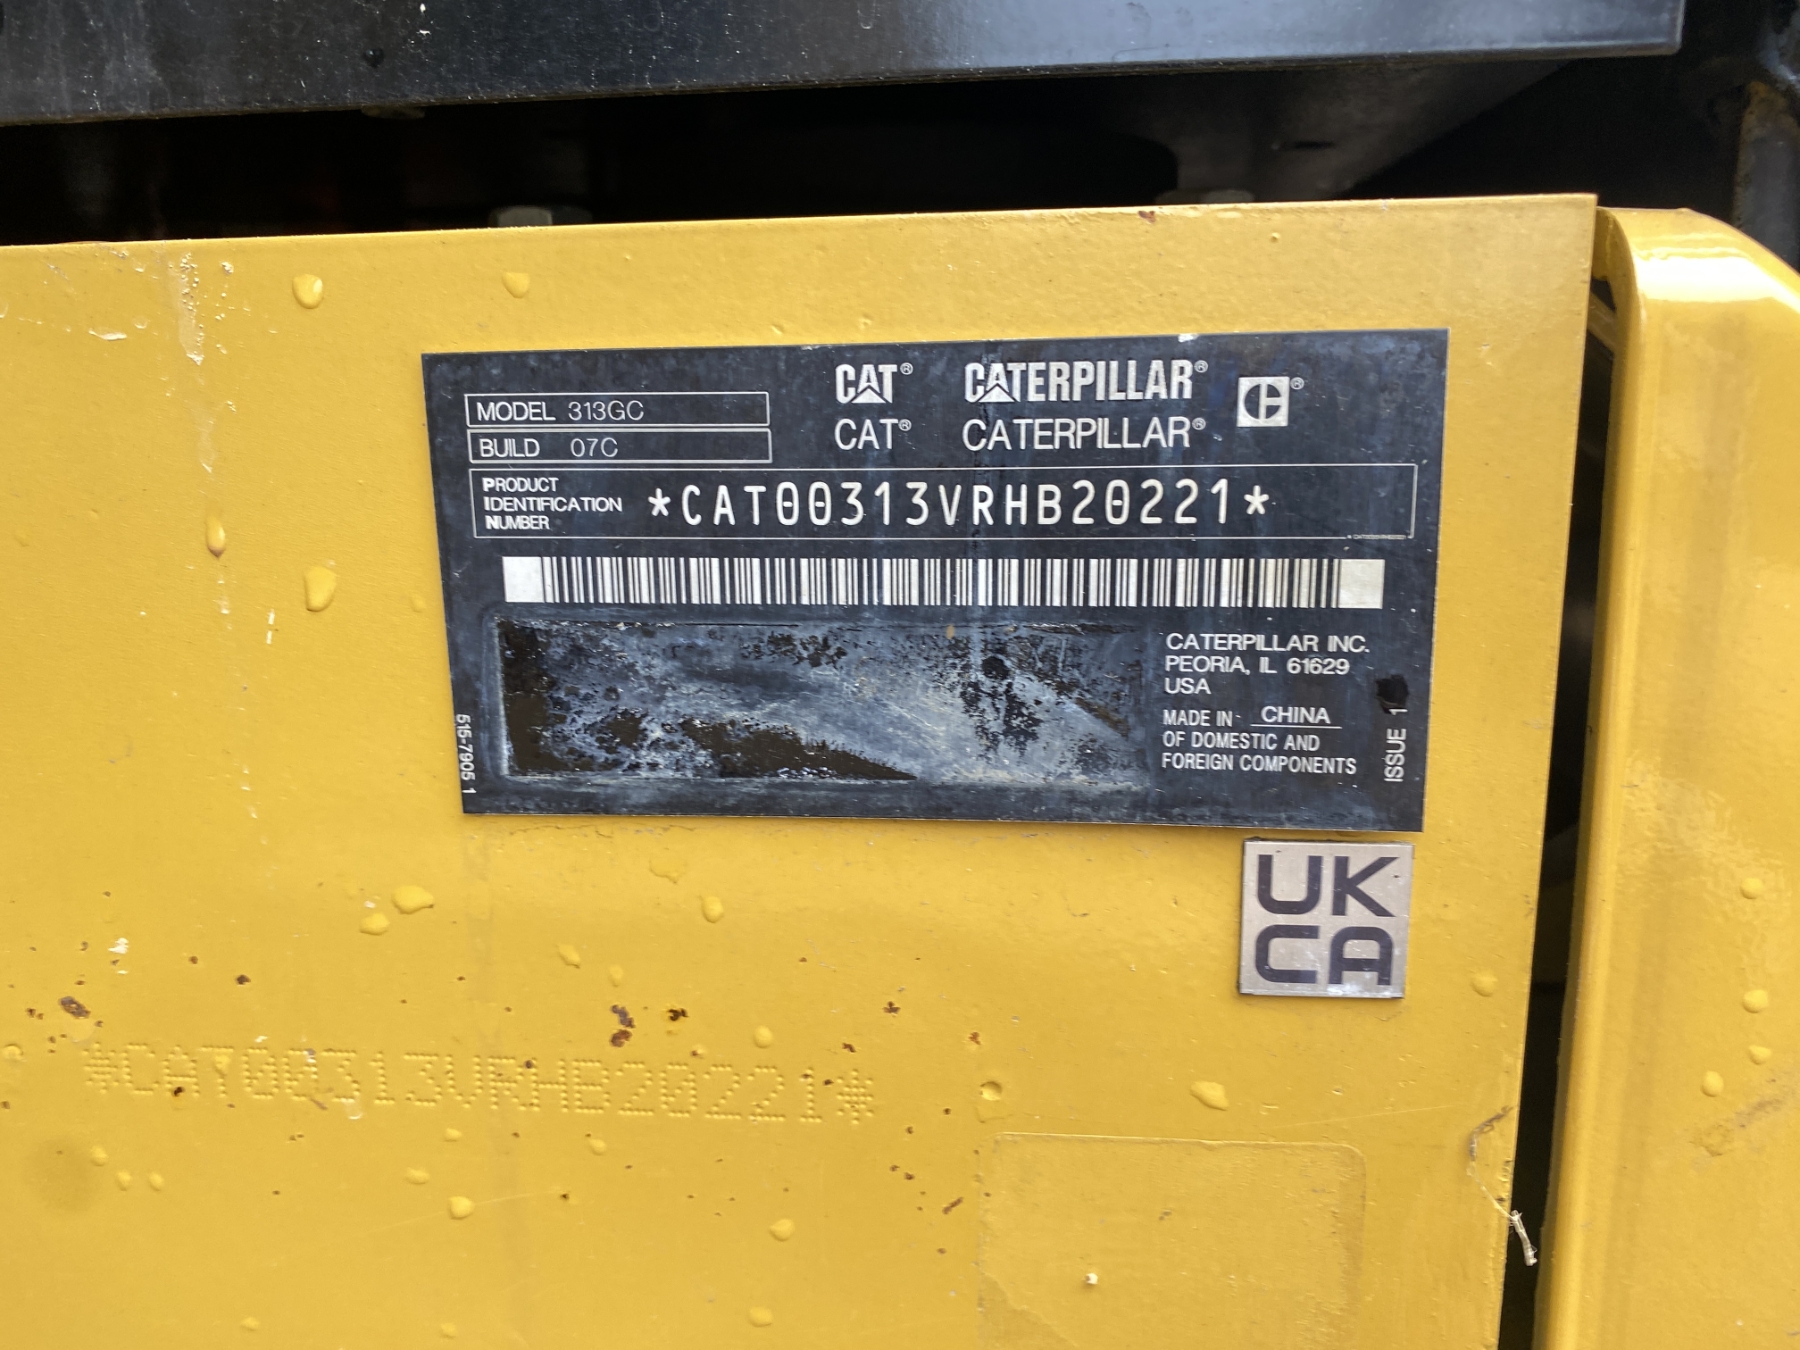 CAT® CATERPILLAR®
CAT® CATERPILLAR®
MODEL 313GC
BUILD 07C
PRODUCT
IDENTIFICATION
NUMBER
*CAT00313VRHB20221*
CATERPILLAR INC.
PEORIA, IL 61629
USA
MADE IN CHINA
OF DOMESTIC AND
FOREIGN COMPONENTS
ISSUE 1
515-7905 1
UK
CA
*CAT00313VRHB20221*